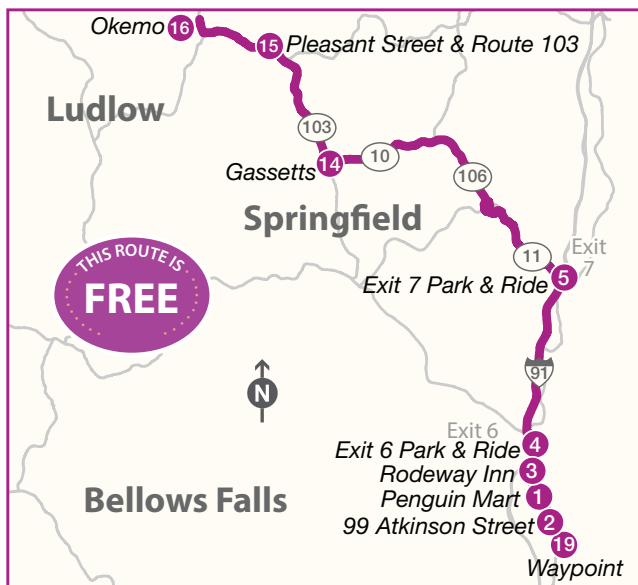 Okemo 16
15 Pleasant Street & Route 103
Ludlow
103
10
Gassetts 14
106
Springfield
THIS ROUTE IS
FREE
11
Exit
7
Exit 7 Park & Ride 5
91
N
Exit 6
Exit 6 Park & Ride 4
Rodeway Inn 3
Bellows Falls
Penguin Mart 1
99 Atkinson Street 2
19
Waypoint